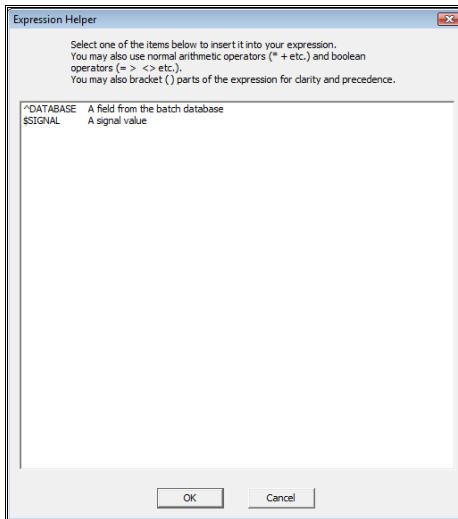 Expression Helper
Select one of the items below to insert it into your expression.
You may also use normal arithmetic operators (* + etc.) and boolean
operators (= > <> etc.).
You may also bracket ( ) parts of the expression for clarity and precedence.
^DATABASE A field from the batch database
$SIGNAL A signal value
OK Cancel